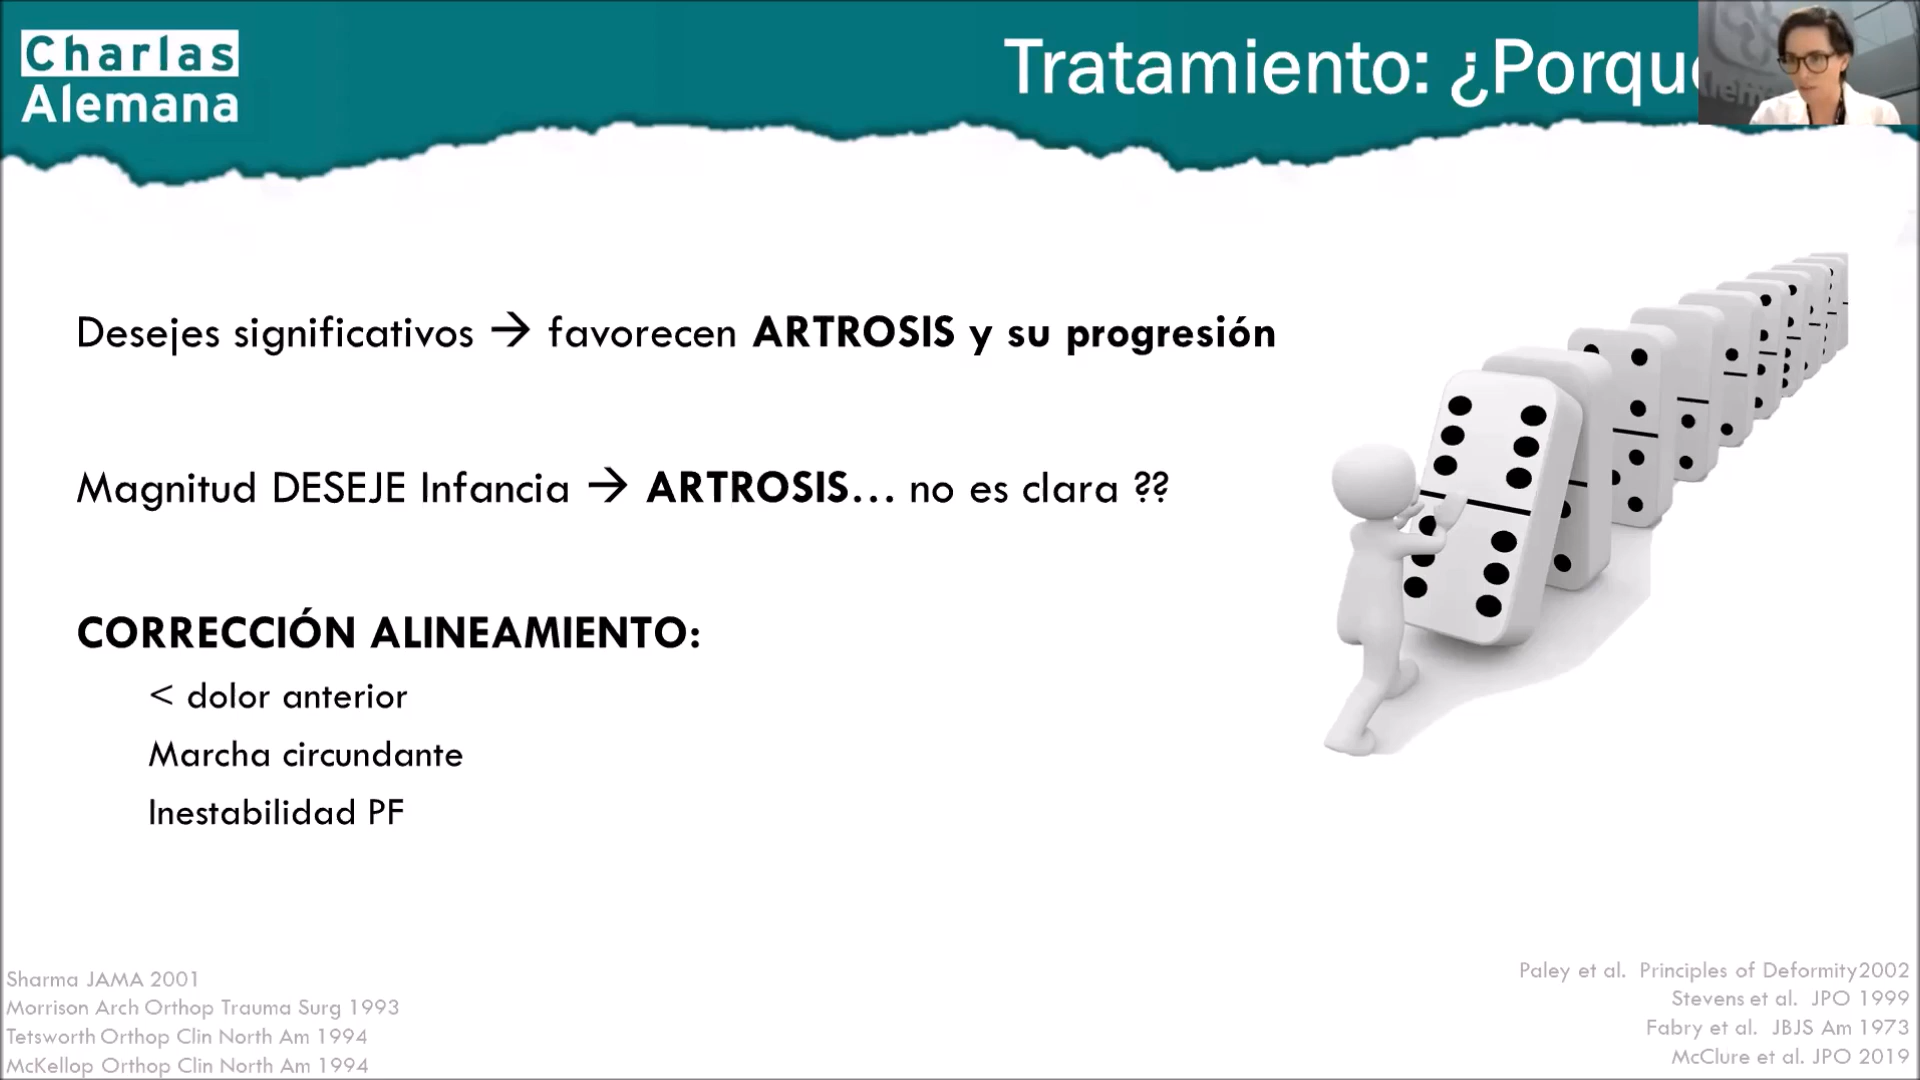 Charlas
Alemana
Tratamiento: ¿Porqu
Desejes significativos → favorecen ARTROSIS y su progresión
Magnitud DESEJE Infancia → ARTROSIS... no es clara ??
CORRECCIÓN ALINEAMIENTO:
< dolor anterior
Marcha circundante
Inestabilidad PF
Sharma JAMA 2001
Morrison Arch Orthop Trauma Surg 1993
Tetsworth Orthop Clin North Am 1994
McKellop Orthop Clin North Am 1994
Paley et al. Principles of Deformity2002
Stevens et al. JPO 1999
Fabry et al. JBJS Am 1973
McClure et al. JPO 2019